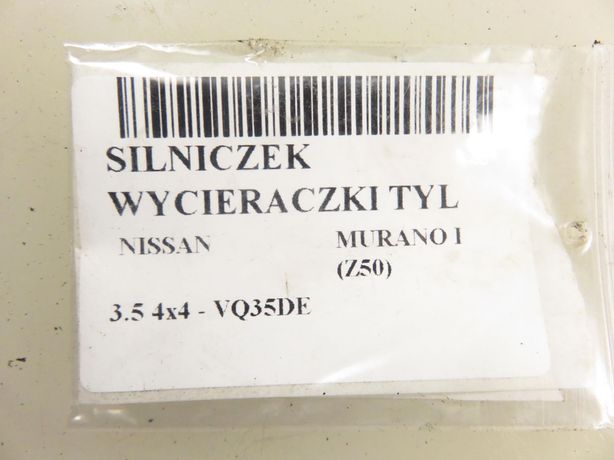 SILNICZEK
WYCIERACZKI TYL
NISSAN MURANO I
(Z50)
3.5 4x4 - VQ35DE